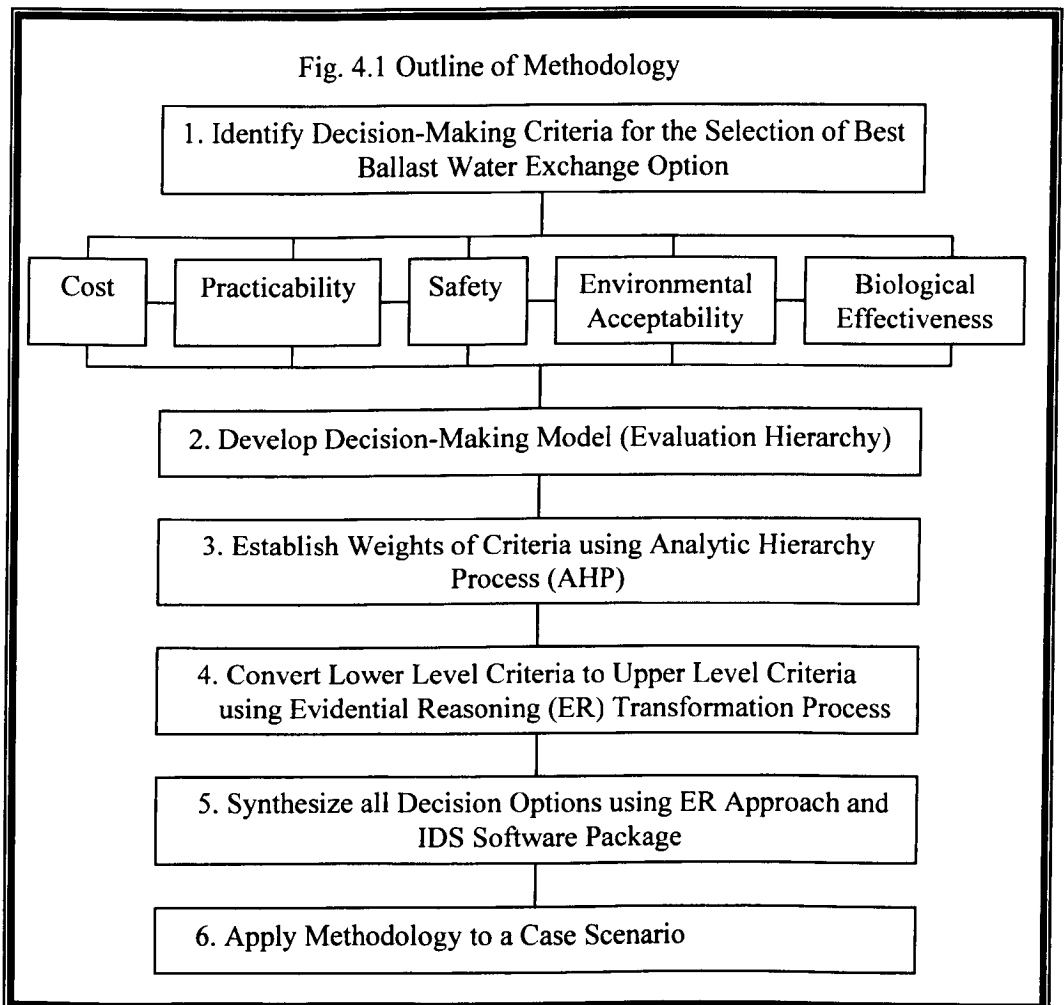 Fig. 4.1 Outline of Methodology
1. Identify Decision-Making Criteria for the Selection of Best
Ballast Water Exchange Option
Cost
Practicability
Safety
Environmental
Acceptability
Biological
Effectiveness
2. Develop Decision-Making Model (Evaluation Hierarchy)
3. Establish Weights of Criteria using Analytic Hierarchy
Process (AHP)
4. Convert Lower Level Criteria to Upper Level Criteria
using Evidential Reasoning (ER) Transformation Process
5. Synthesize all Decision Options using ER Approach and
IDS Software Package
6. Apply Methodology to a Case Scenario